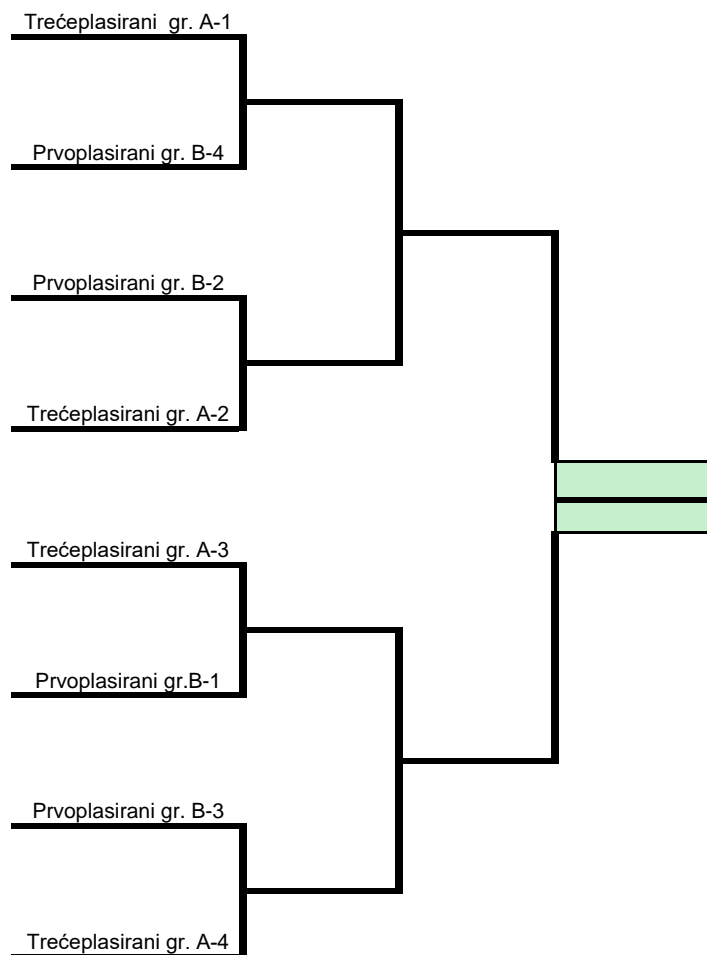 Trećeplasirani  gr. A-1
Prvoplasirani gr. B-4
Prvoplasirani gr. B-2
Trećeplasirani gr. A-2
Trećeplasirani gr. A-3
Prvoplasirani gr.B-1
Prvoplasirani gr. B-3
Trećeplasirani gr. A-4